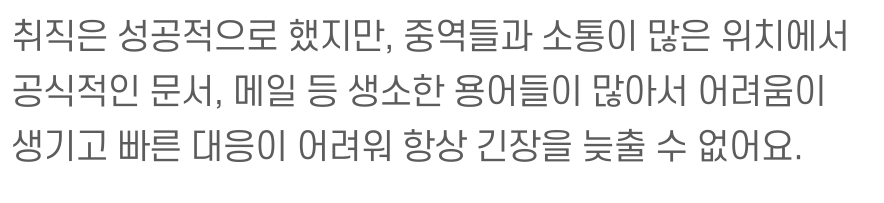 취직은 성공적으로 했지만, 중역들과 소통이 많은 위치에서
공식적인 문서, 메일 등 생소한 용어들이 많아서 어려움이
생기고 빠른 대응이 어려워 항상 긴장을 늦출 수 없어요.